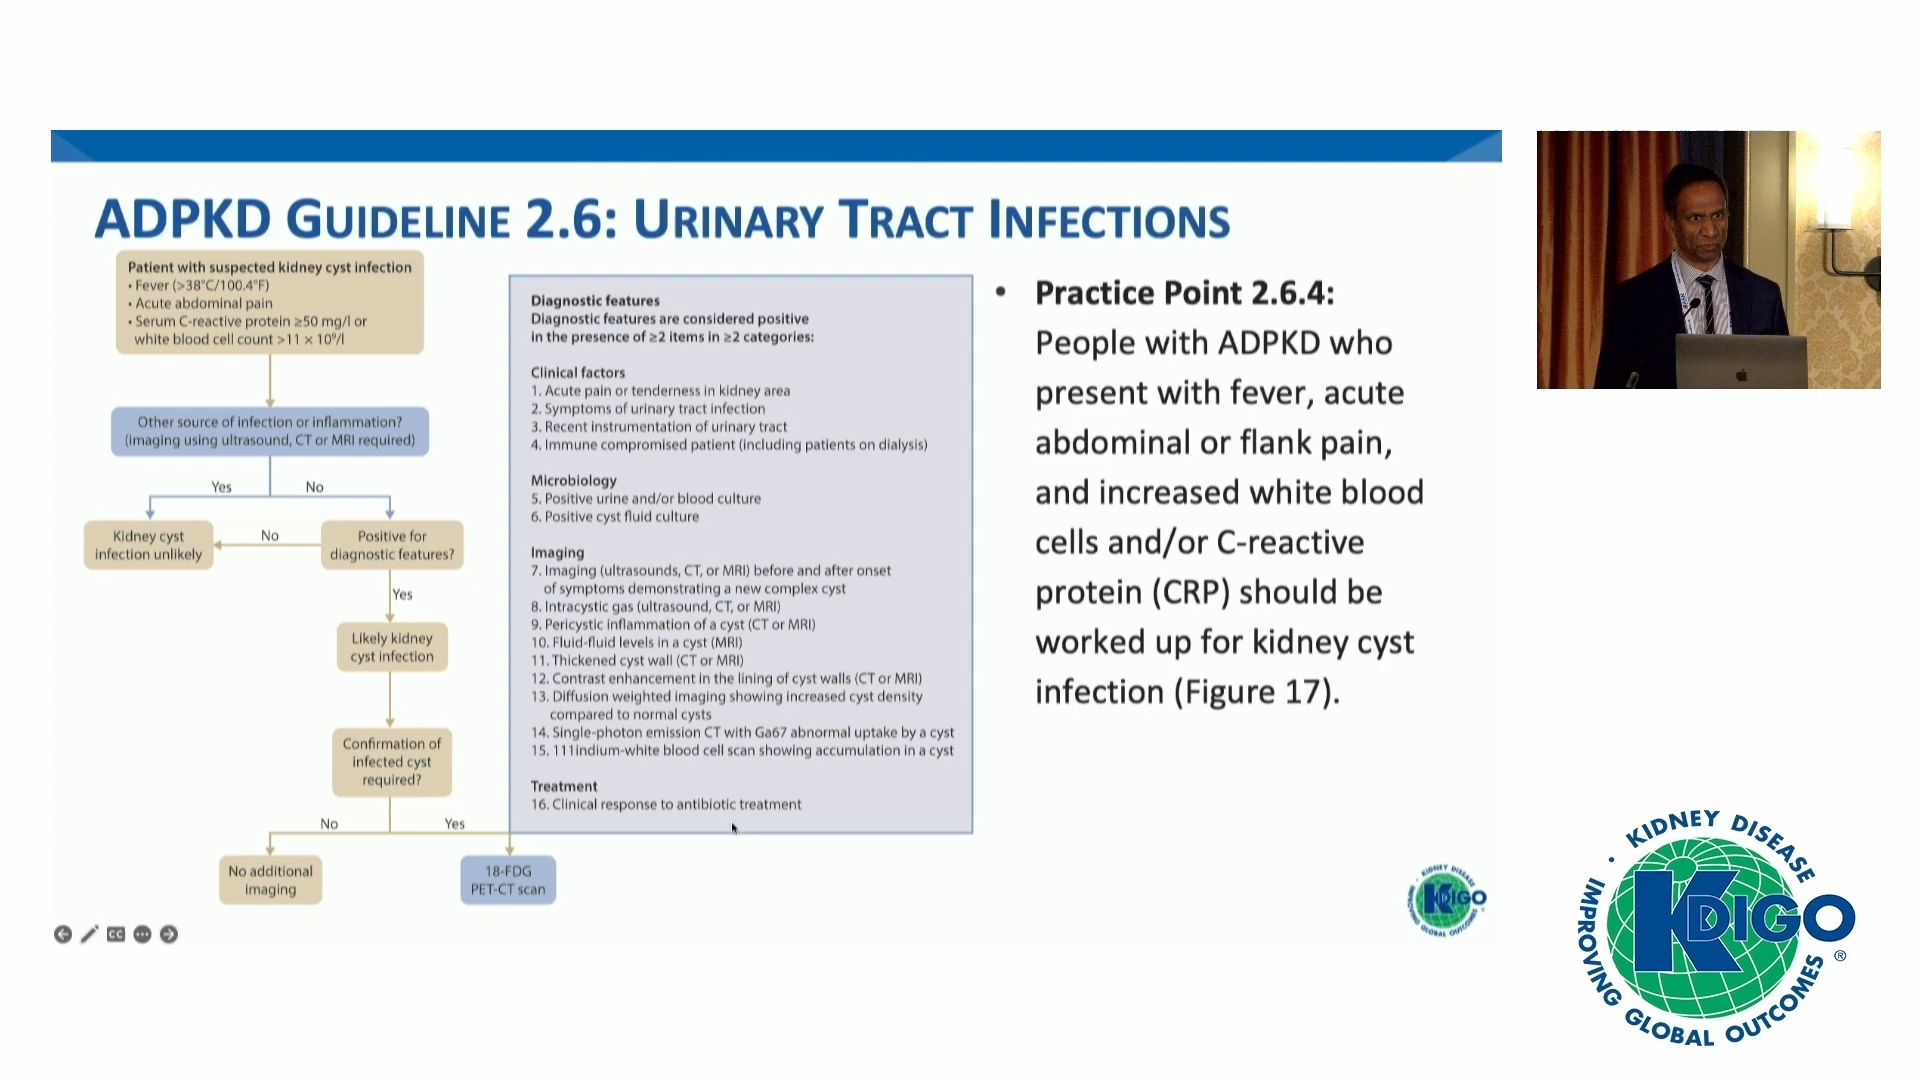 ADPKD GUIDELINE 2.6: URINARY TRACT INFECTIONS
Patient with suspected kidney cyst infection
• Fever (>38°C/100.4°F)
• Acute abdominal pain
• Serum C-reactive protein ≥50 mg/l or
white blood cell count >11 × 10⁹/l
Other source of infection or inflammation?
(imaging using ultrasound, CT or MRI required)
Yes
No
Kidney cyst
infection unlikely
No
Positive for
diagnostic features?
Yes
Likely kidney
cyst infection
Confirmation of
infected cyst
required?
No
Yes
No additional
imaging
18-FDG
PET-CT scan
Diagnostic features
Diagnostic features are considered positive
in the presence of ≥2 items in ≥2 categories:
Clinical factors
1. Acute pain or tenderness in kidney area
2. Symptoms of urinary tract infection
3. Recent instrumentation of urinary tract
4. Immune compromised patient (including patients on dialysis)
Microbiology
5. Positive urine and/or blood culture
6. Positive cyst fluid culture
Imaging
7. Imaging (ultrasounds, CT, or MRI) before and after onset
of symptoms demonstrating a new complex cyst
8. Intracystic gas (ultrasound, CT, or MRI)
9. Pericystic inflammation of a cyst (CT or MRI)
10. Fluid-fluid levels in a cyst (MRI)
11. Thickened cyst wall (CT or MRI)
12. Contrast enhancement in the lining of cyst walls (CT or MRI)
13. Diffusion weighted imaging showing increased cyst density
compared to normal cysts
14. Single-photon emission CT with Ga67 abnormal uptake by a cyst
15. 111Indium-white blood cell scan showing accumulation in a cyst
Treatment
16. Clinical response to antibiotic treatment
• Practice Point 2.6.4:
People with ADPKD who
present with fever, acute
abdominal or flank pain,
and increased white blood
cells and/or C-reactive
protein (CRP) should be
worked up for kidney cyst
infection (Figure 17).
CC
KIDNEY DISEASE
KDIGO
IMPROVING GLOBAL OUTCOMES
KIDNEY DISEASE
KDIGO
®
IMPROVING GLOBAL OUTCOMES